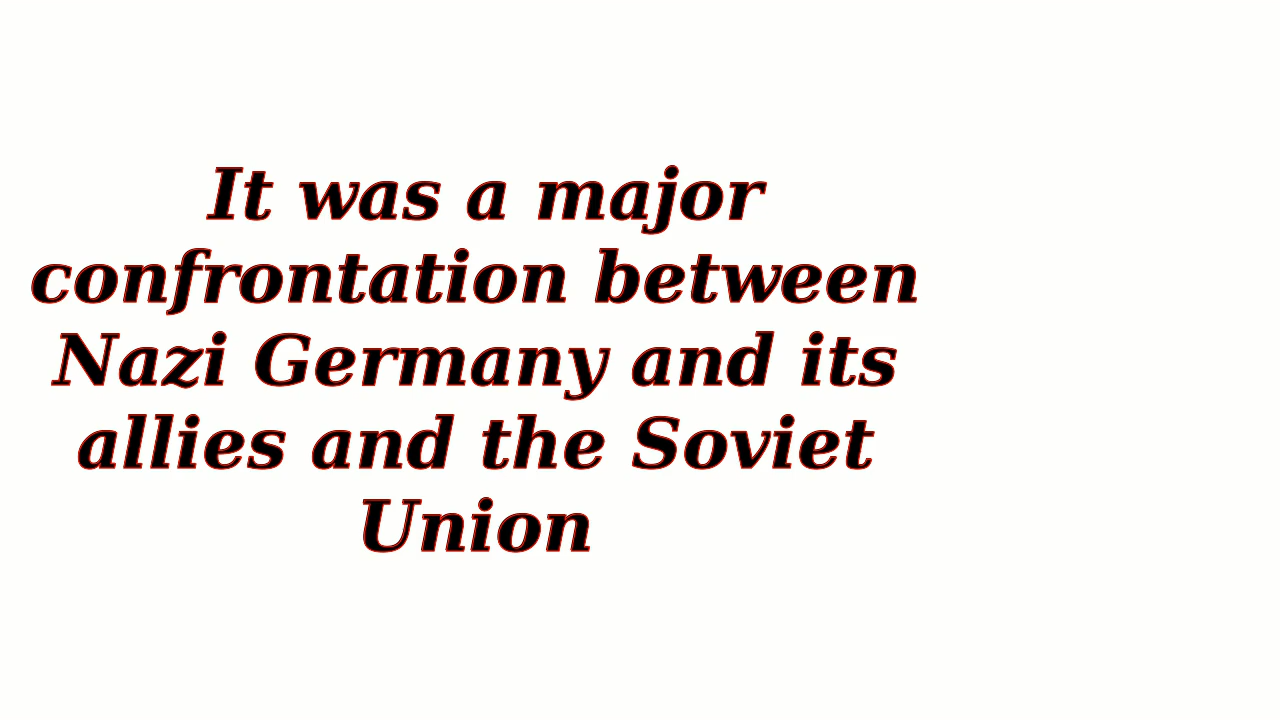 It was a major
confrontation between
Nazi Germany and its
allies and the Soviet
Union